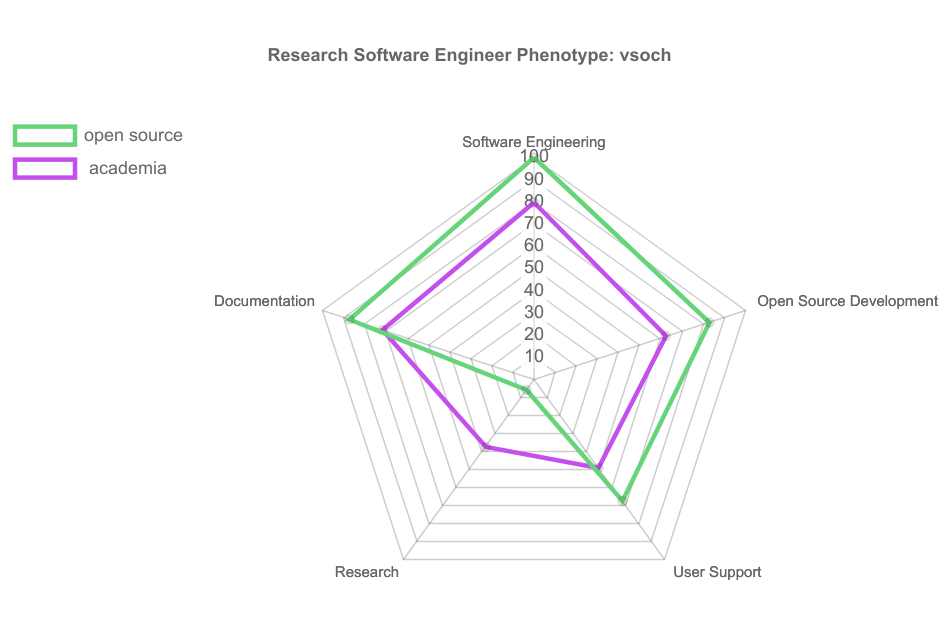 Research Software Engineer Phenotype: vsoch
open source
academia
Software Engineering
100
90
80
70
60
50
40
30
20
10
Documentation
Open Source Development
Research
User Support